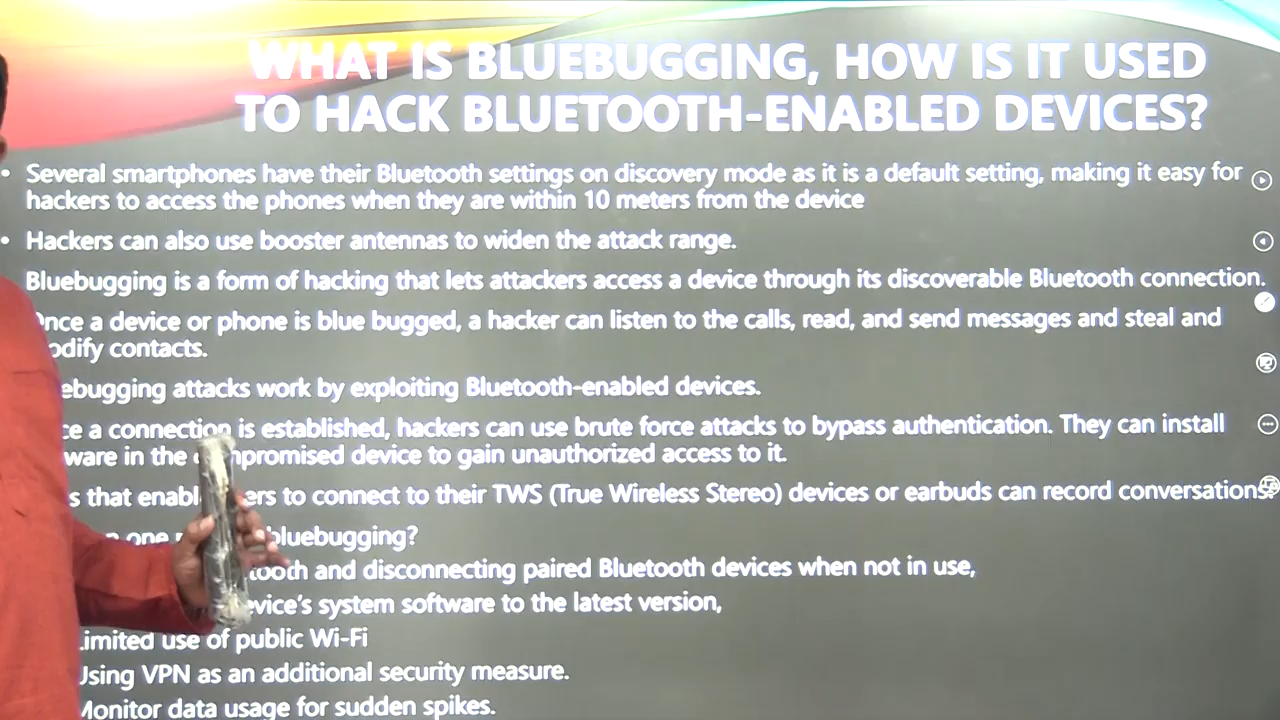 WHAT IS BLUEBUGGING, HOW IS IT USED
TO HACK BLUETOOTH-ENABLED DEVICES?
• Several smartphones have their Bluetooth settings on discovery mode as it is a default setting, making it easy for
hackers to access the phones when they are within 10 meters from the device
• Hackers can also use booster antennas to widen the attack range.
Bluebugging is a form of hacking that lets attackers access a device through its discoverable Bluetooth connection.
Once a device or phone is blue bugged, a hacker can listen to the calls, read, and send messages and steal and
odify contacts.
ebugging attacks work by exploiting Bluetooth-enabled devices.
ce a connection is established, hackers can use brute force attacks to bypass authentication. They can install
ware in the compromised device to gain unauthorized access to it.
s that enable users to connect to their TWS (True Wireless Stereo) devices or earbuds can record conversations.
one bluebugging?
tooth and disconnecting paired Bluetooth devices when not in use,
evice's system software to the latest version,
Limited use of public Wi-Fi
Using VPN as an additional security measure.
Monitor data usage for sudden spikes.